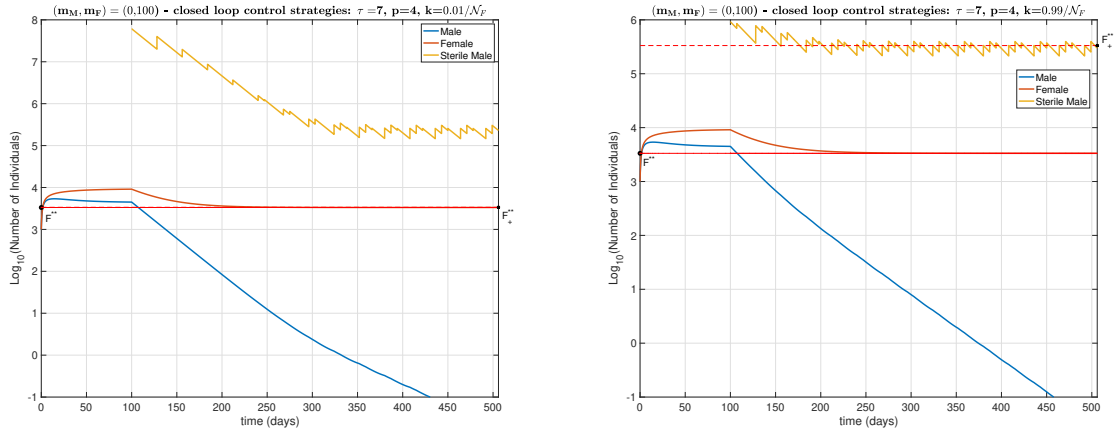 (m_M, m_F) = (0,100) - closed loop control strategies: τ =7, p=4, k=0.01/𝒩_F
Log_10(Number of Individuals)
8
7
6
5
4
3
2
1
0
-1
Male
Female
Sterile Male
F^**
F_+^**
0 50 100 150 200 250 300 350 400 450 500
time (days)
(m_M, m_F) = (0,100) - closed loop control strategies: τ =7, p=4, k=0.99/𝒩_F
Log_10(Number of Individuals)
6
5
4
3
2
1
0
-1
F_+^**
Male
Female
Sterile Male
F^**
0 50 100 150 200 250 300 350 400 450 500
time (days)